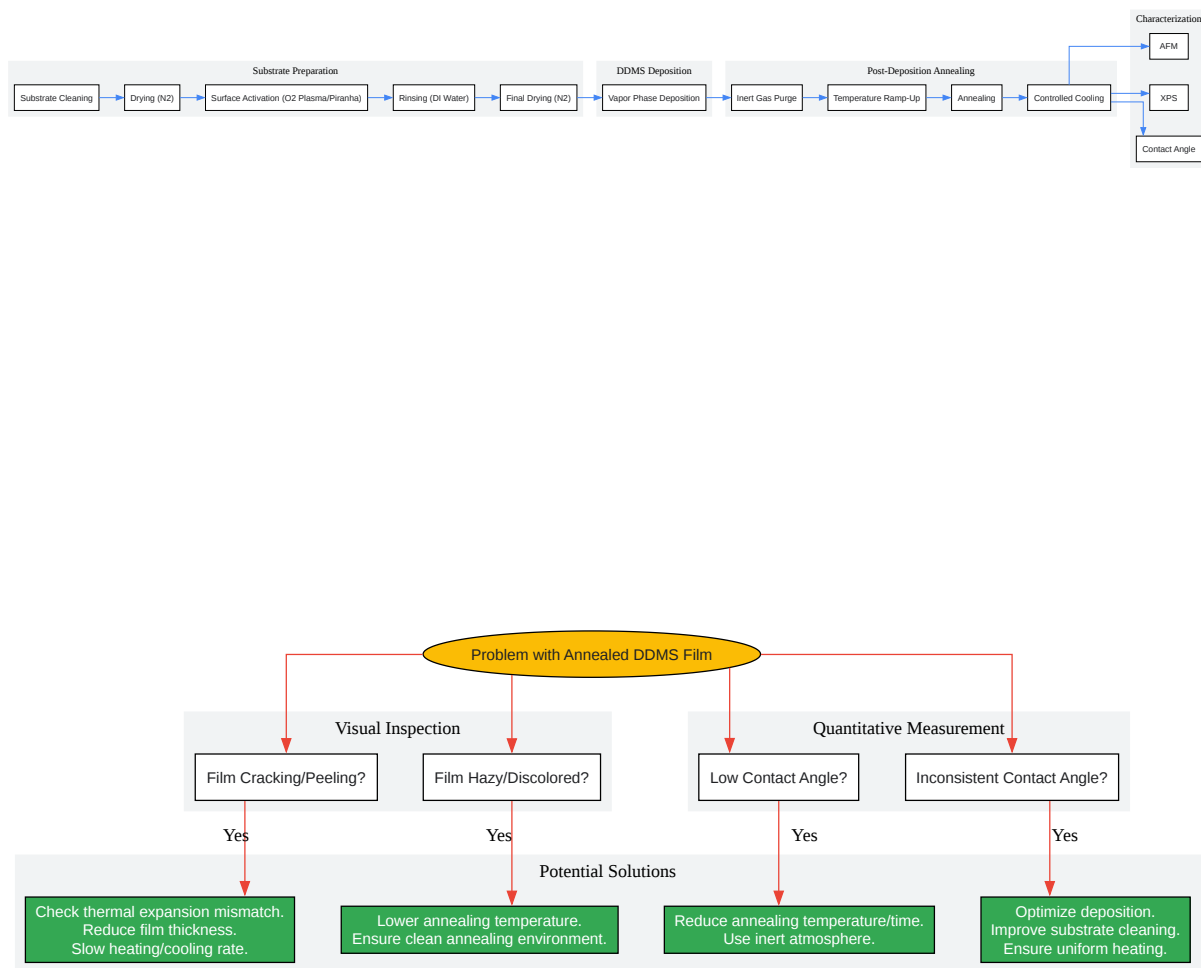 Characterization
AFM
Substrate Preparation
DDMS Deposition
Post-Deposition Annealing
Substrate Cleaning
Drying (N2)
Surface Activation (O2 Plasma/Piranha)
Rinsing (DI Water)
Final Drying (N2)
Vapor Phase Deposition
Inert Gas Purge
Temperature Ramp-Up
Annealing
Controlled Cooling
XPS
Contact Angle
Problem with Annealed DDMS Film
Visual Inspection
Quantitative Measurement
Film Cracking/Peeling?
Film Hazy/Discolored?
Low Contact Angle?
Inconsistent Contact Angle?
Yes
Yes
Yes
Yes
Potential Solutions
Check thermal expansion mismatch.
Reduce film thickness.
Slow heating/cooling rate.
Lower annealing temperature.
Ensure clean annealing environment.
Reduce annealing temperature/time.
Use inert atmosphere.
Optimize deposition.
Improve substrate cleaning.
Ensure uniform heating.